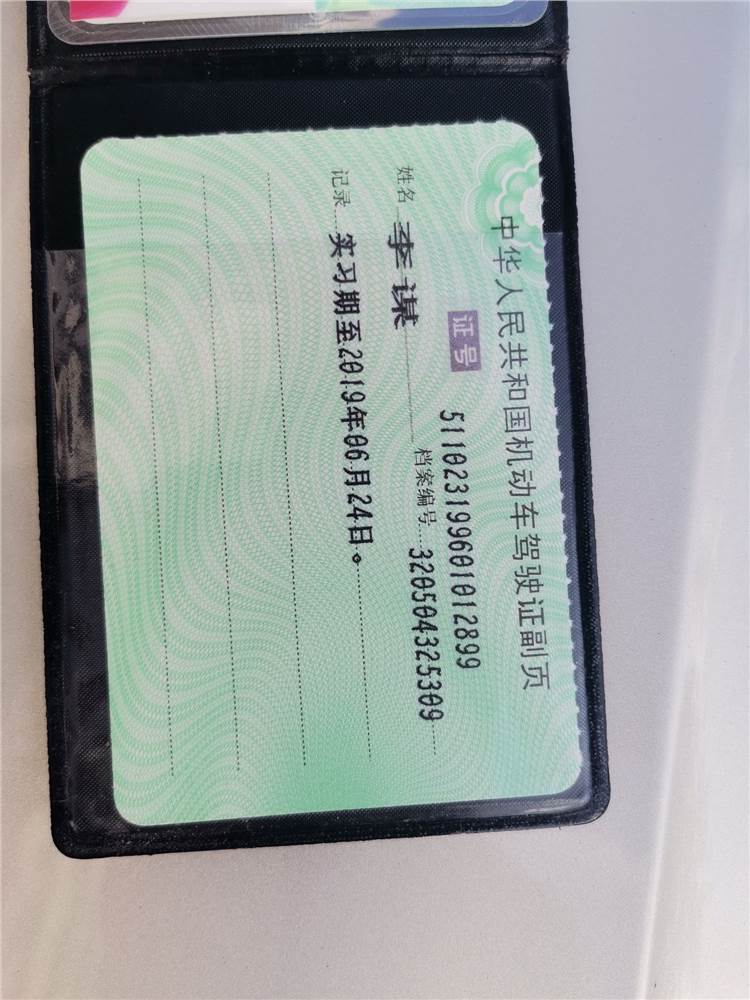 中华人民共和国机动车驾驶证副页
证号 511023199601012899
姓名 李谋 档案编号 320504325309
记录 实习期至2019年06月24日。